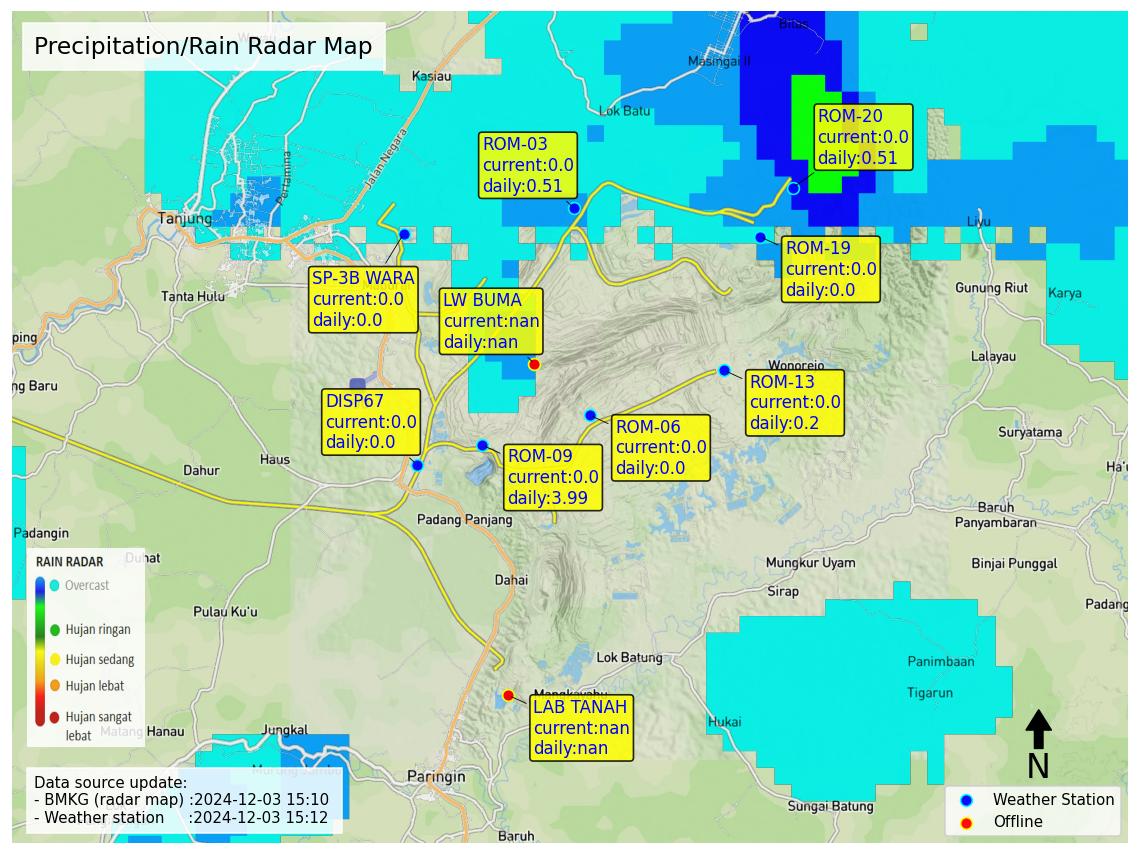 Precipitation/Rain Radar Map
Bilas
Masingai II
Kasiau
Lok Batu
Jalan Negara
Pertamina
ROM-20
current:0.0
daily:0.51
ROM-03
current:0.0
daily:0.51
Tanjung
Liyu
ROM-19
current:0.0
daily:0.0
SP-3B WARA
current:0.0
daily:0.0
LW BUMA
current:nan
daily:nan
Tanta Hulu
Gunung Riut
Karya
ping
Lalayau
Wonorejo
ng Baru
ROM-13
current:0.0
daily:0.2
DISP67
current:0.0
daily:0.0
ROM-06
current:0.0
daily:0.0
Suryatama
Haus
Dahur
ROM-09
current:0.0
daily:3.99
Ha'u
Padang Panjang
Baruh
Panyambaran
Padangin
Duhat
Mungkur Uyam
Binjai Punggal
Dahai
Sirap
Padang
Pulau Ku'u
RAIN RADAR
Overcast
Hujan ringan
Hujan sedang
Hujan lebat
Hujan sangat
lebat
Lok Batung
Panimbaan
Tigarun
Mangkayahu
LAB TANAH
current:nan
daily:nan
Hukai
Matang Hanau
Jungkal
Murung Jambu
Paringin
Sungai Batung
Baruh
N
Data source update:
- BMKG (radar map) :2024-12-03 15:10
- Weather station :2024-12-03 15:12
Weather Station
Offline